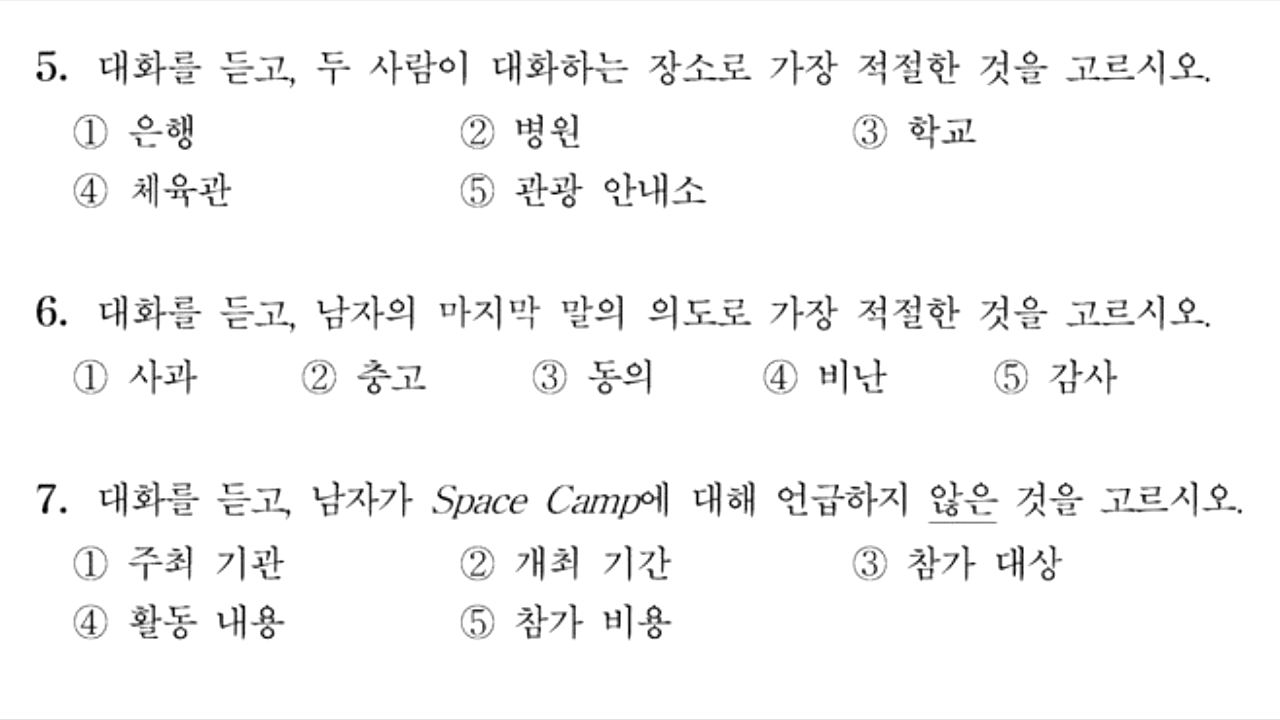 5. 대화를 듣고, 두 사람이 대화하는 장소로 가장 적절한 것을 고르시오.
① 은행 ② 병원 ③ 학교
④ 체육관 ⑤ 관광 안내소
6. 대화를 듣고, 남자의 마지막 말의 의도로 가장 적절한 것을 고르시오.
① 사과 ② 충고 ③ 동의 ④ 비난 ⑤ 감사
7. 대화를 듣고, 남자가 Space Camp에 대해 언급하지 않은 것을 고르시오.
① 주최 기관 ② 개최 기간 ③ 참가 대상
④ 활동 내용 ⑤ 참가 비용